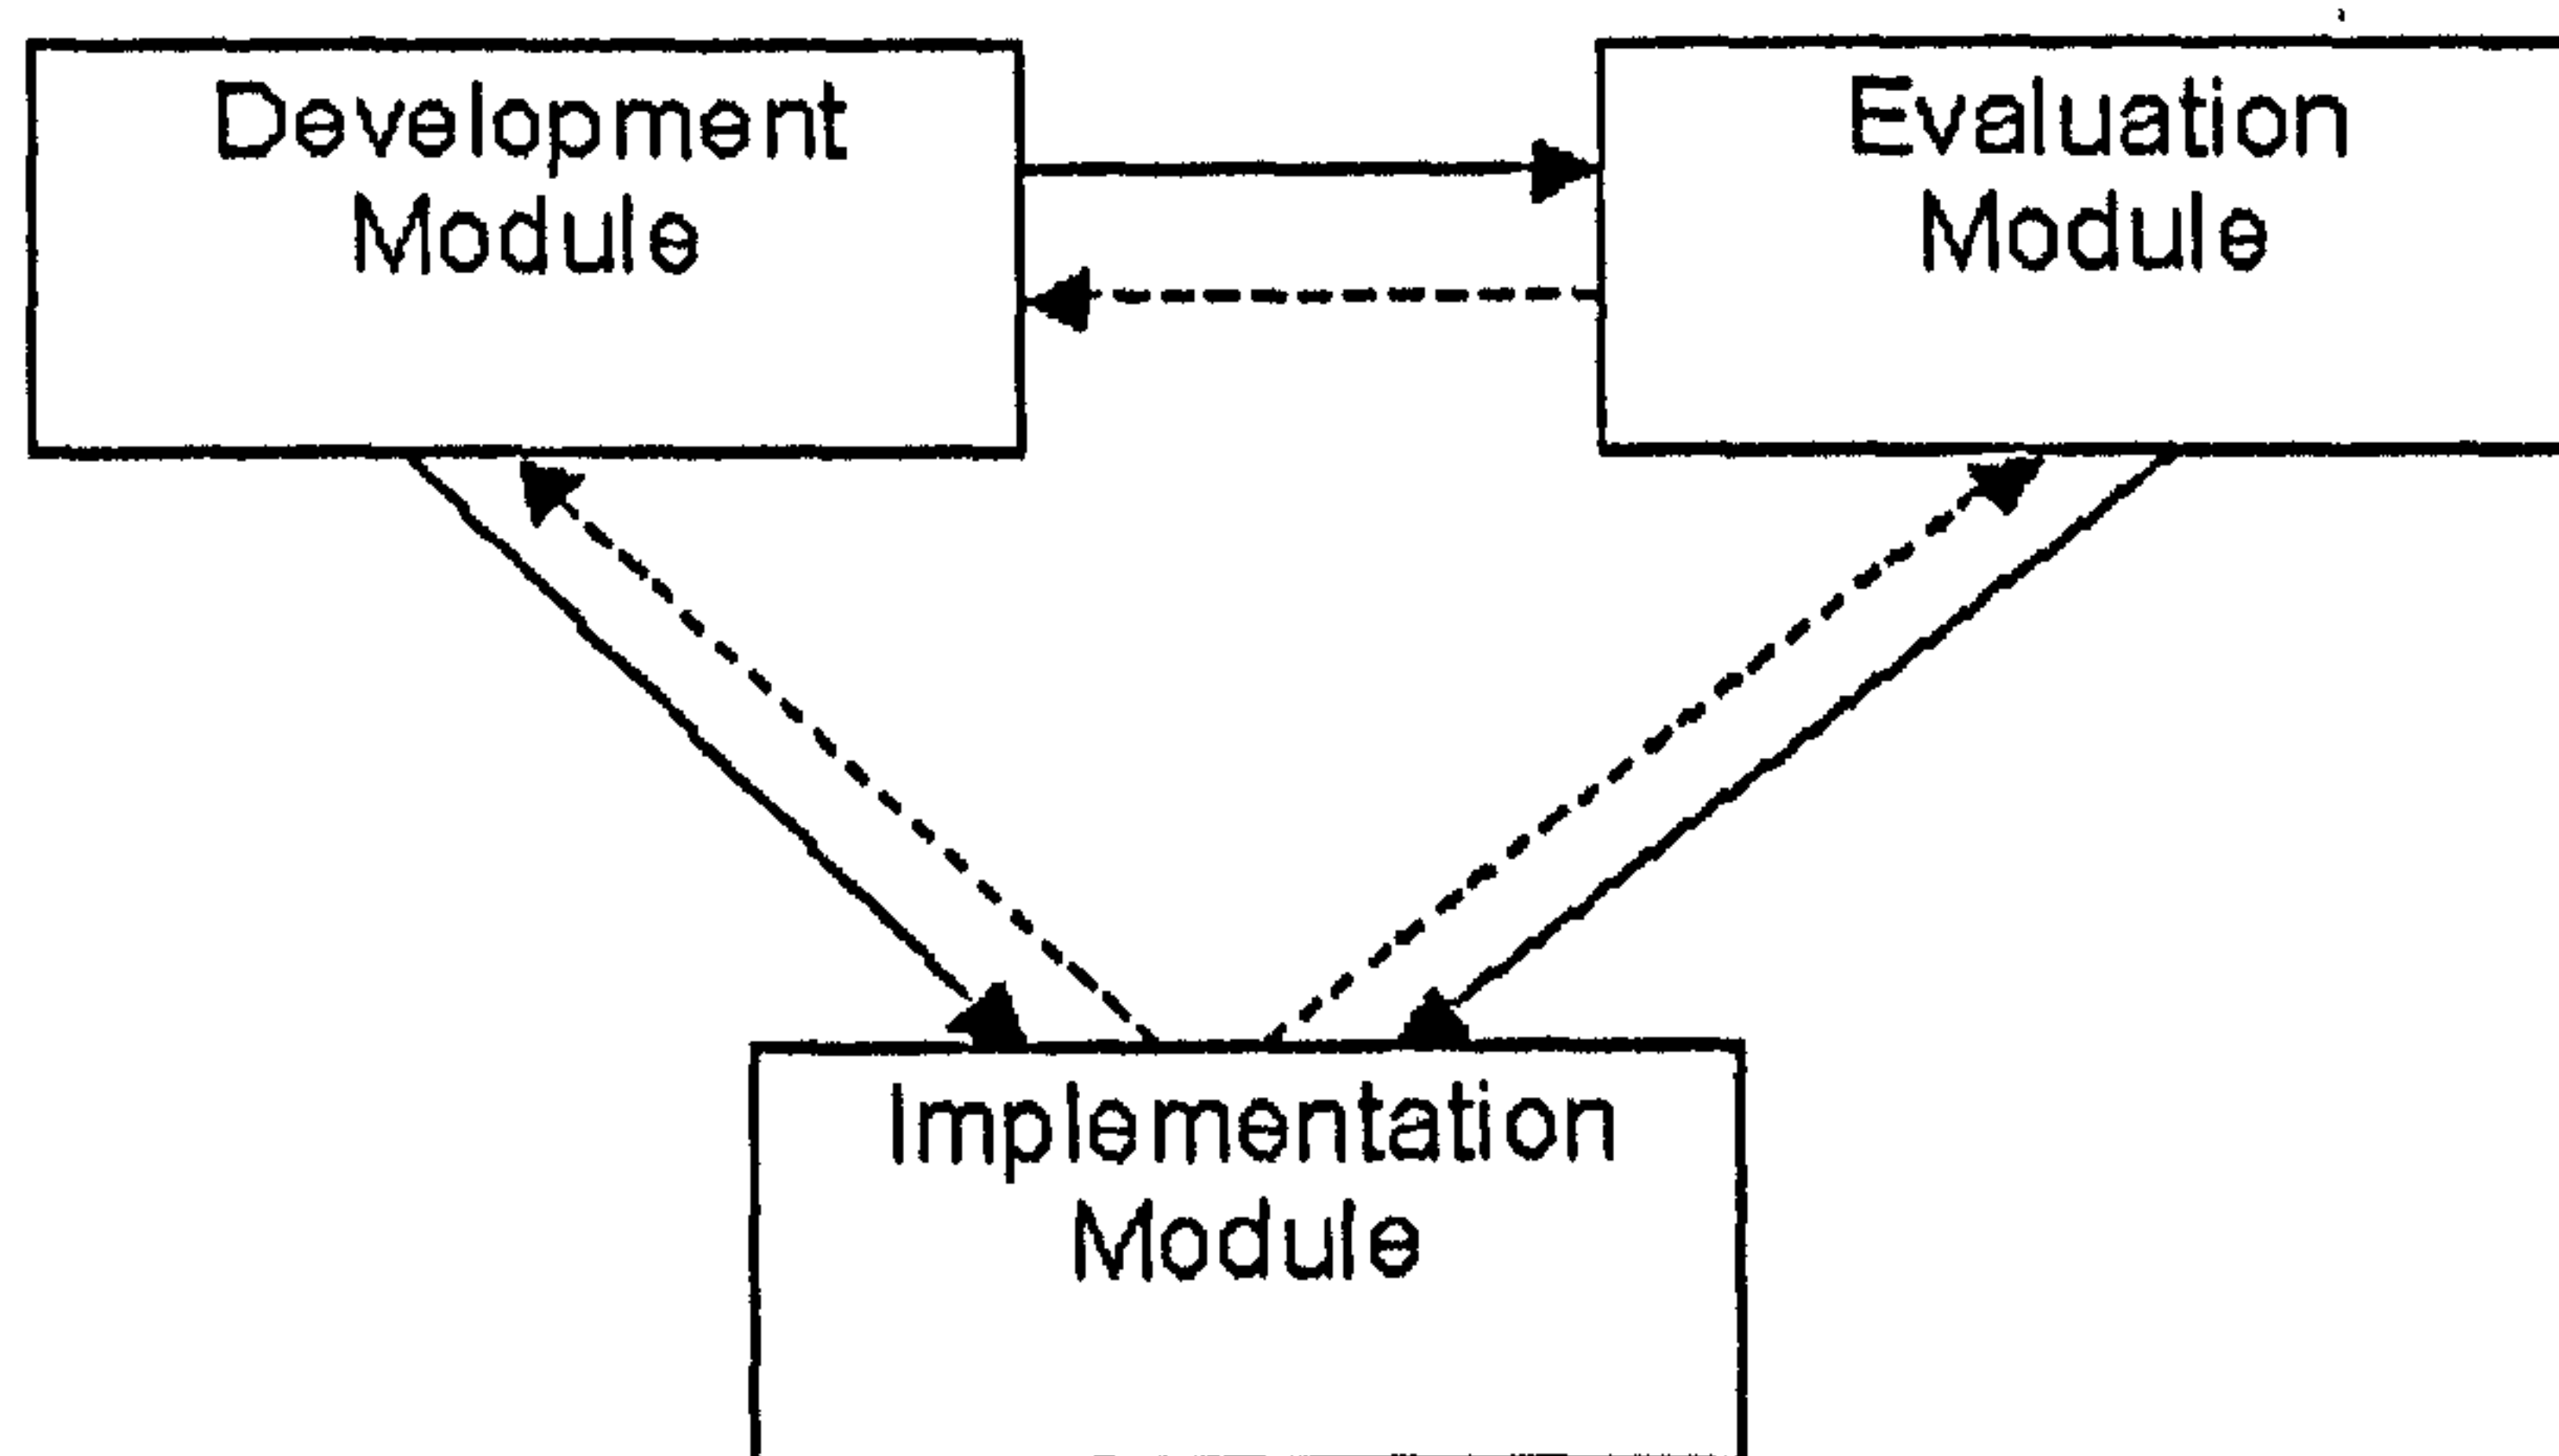 Development
Module
Evaluation
Module
Implementation
Module